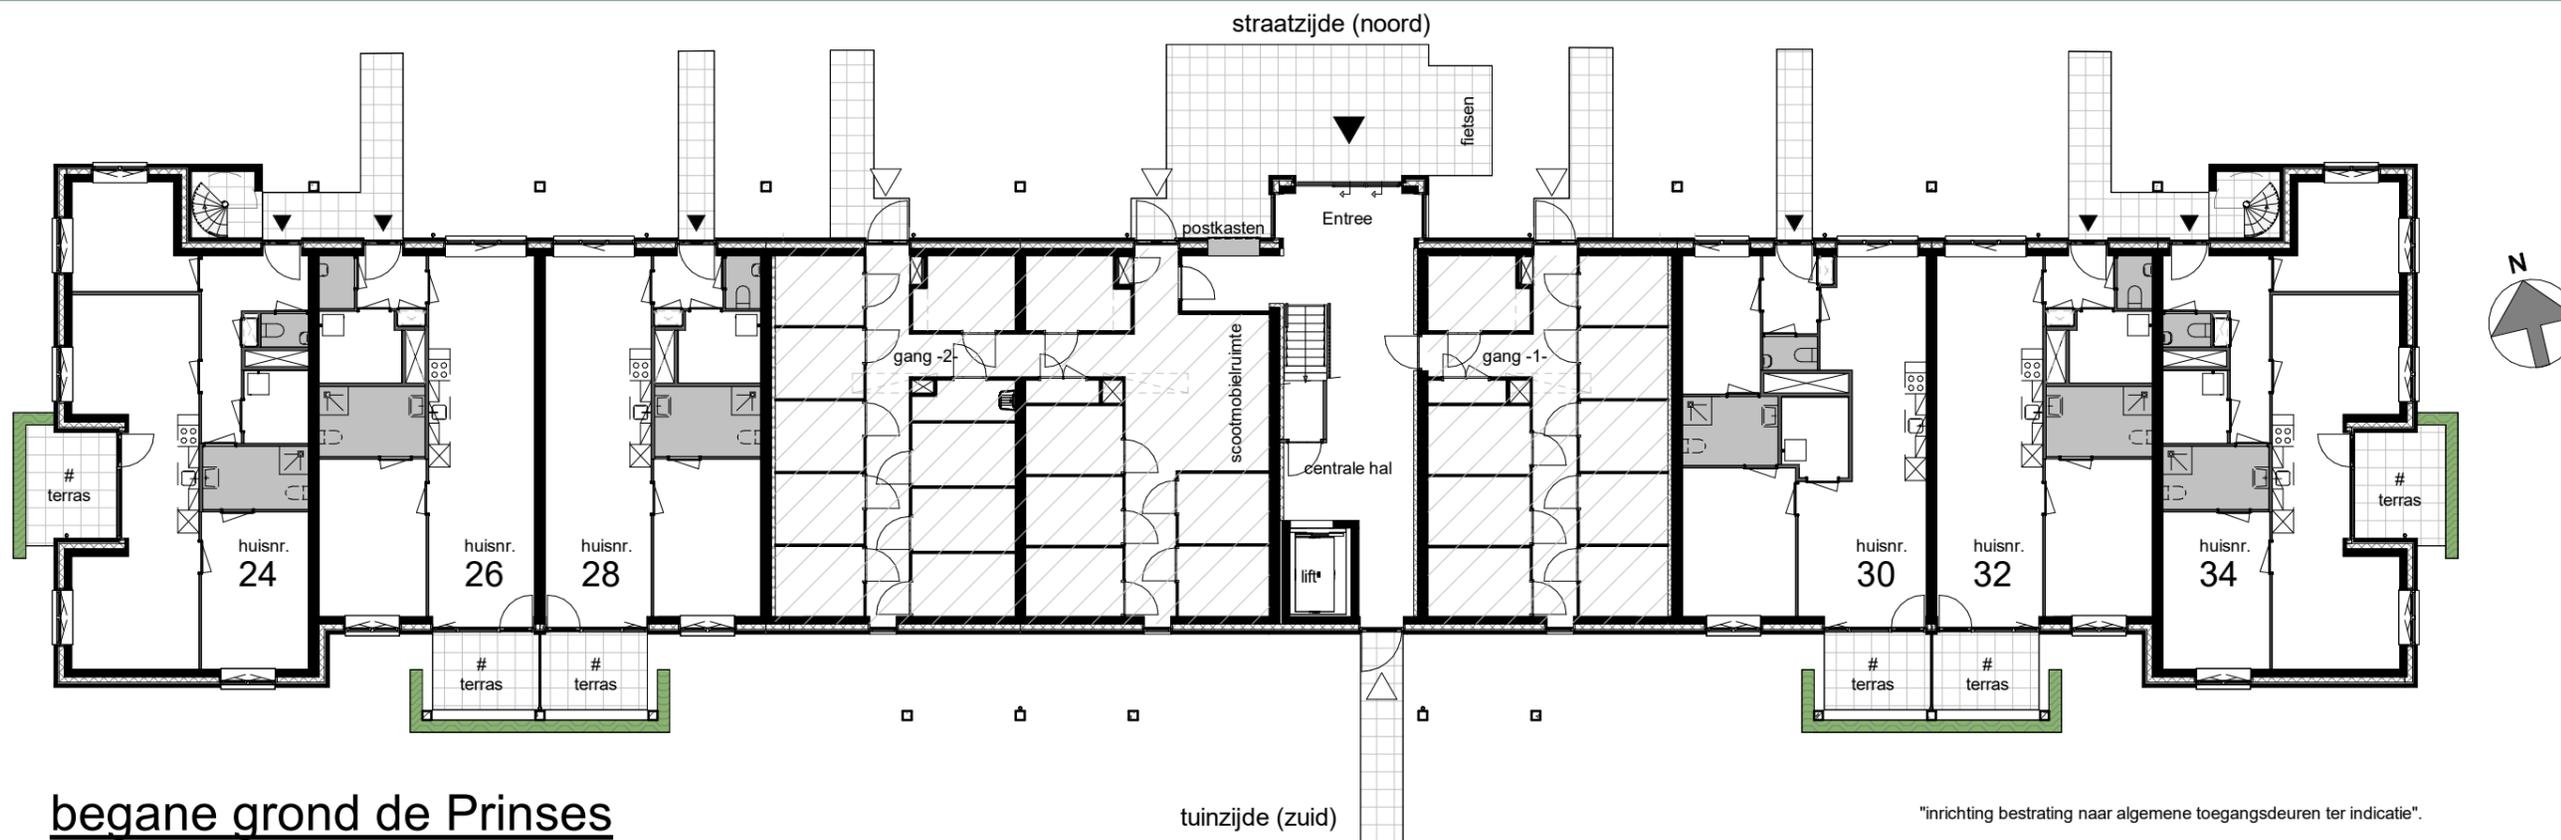 straatzijde (noord)
fietsen
postkasten
Entree
N
gang -2-
scootmobielruimte
gang -1-
centrale hal
lift
#
terras
#
terras
huisnr.
24
huisnr.
26
huisnr.
28
huisnr.
30
huisnr.
32
huisnr.
34
#
terras
#
terras
#
terras
#
terras
begane grond de Prinses
tuinzijde (zuid)
"inrichting bestrating naar algemene toegangsdeuren ter indicatie".